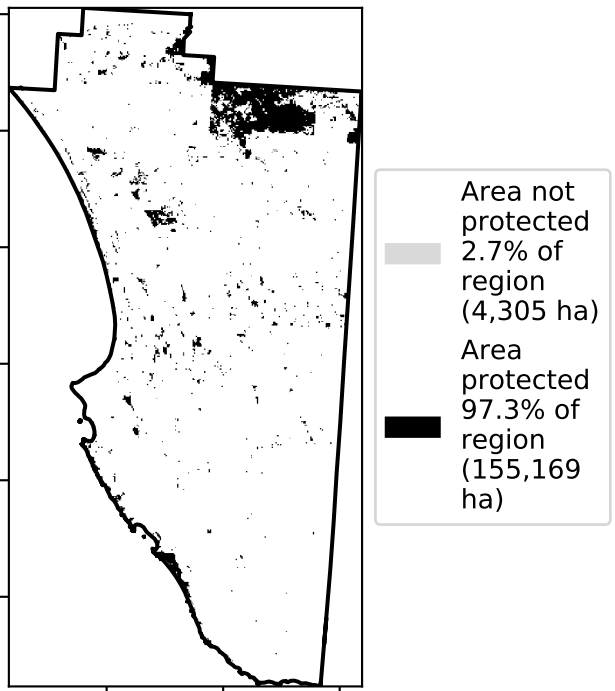 Area not
protected
2.7% of
region
(4,305 ha)
Area
protected
97.3% of
region
(155,169
ha)